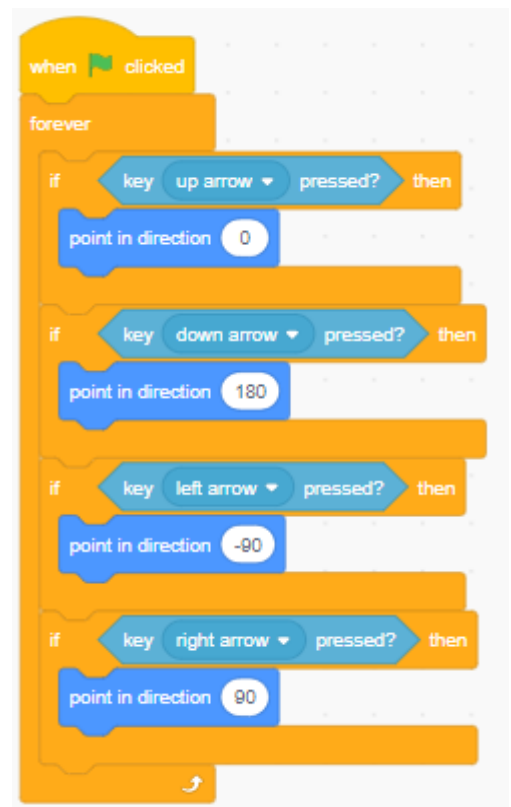 when clicked
forever
if key up arrow pressed? then
point in direction 0
if key down arrow pressed? then
point in direction 180
if key left arrow pressed? then
point in direction -90
if key right arrow pressed? then
point in direction 90